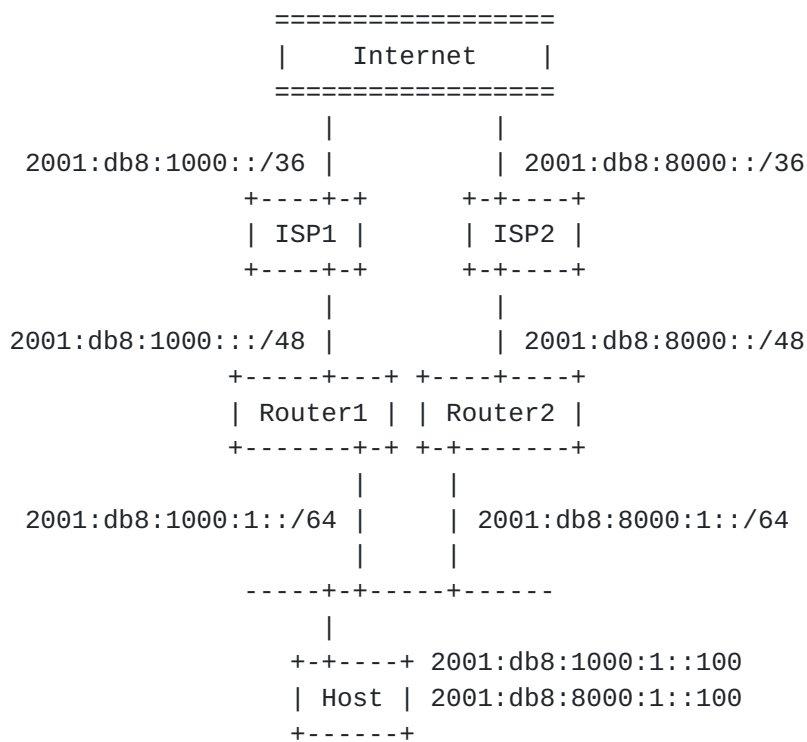 ==================
|    Internet    |
==================
|          |
2001:db8:1000::/36 |          | 2001:db8:8000::/36
+----+-+      +-+----+
| ISP1 |      | ISP2 |
+----+-+      +-+----+
|          |
2001:db8:1000:::/48 |          | 2001:db8:8000::/48
+-----+---+ +----+----+
| Router1 | | Router2 |
+-------+-+ +-+-------+
|     |
2001:db8:1000:1::/64 |     | 2001:db8:8000:1::/64
|     |
-----+-+-----+------
|
+-+----+ 2001:db8:1000:1::100
| Host | 2001:db8:8000:1::100
+------+